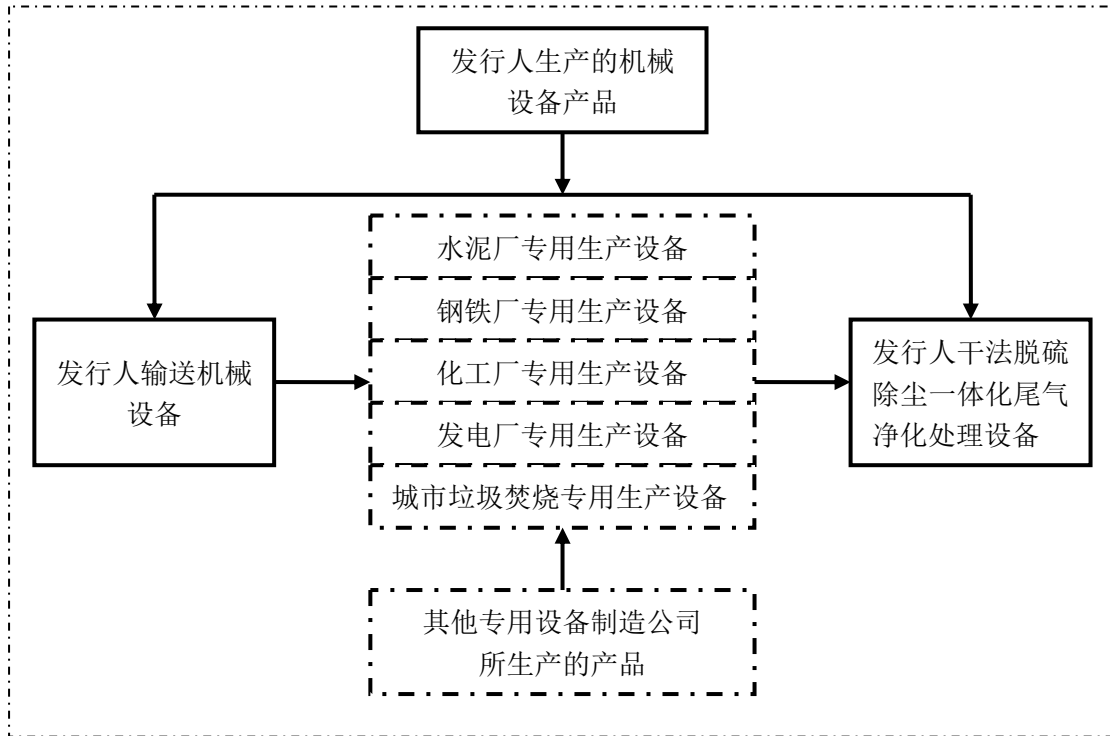 发行人生产的机械
设备产品
水泥厂专用生产设备
钢铁厂专用生产设备
化工厂专用生产设备
发电厂专用生产设备
城市垃圾焚烧专用生产设备
发行人输送机械
设备
发行人干法脱硫
除尘一体化尾气
净化处理设备
其他专用设备制造公司
所生产的产品